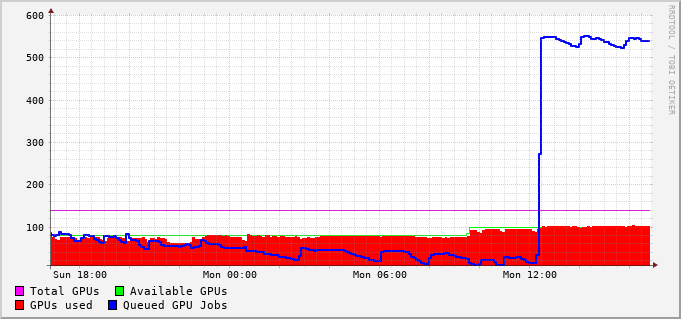 600
500
400
300
200
100
Sun 18:00 Mon 00:00 Mon 06:00 Mon 12:00
Total GPUs Available GPUs
GPUs used Queued GPU Jobs
RRDTOOL / TOBI OETIKER